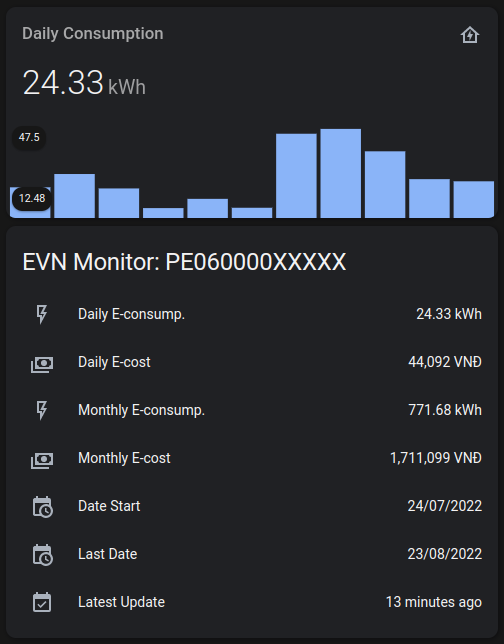 Daily Consumption
24.33 kWh
47.5
12.48
EVN Monitor: PE060000XXXXX
Daily E-consump. 24.33 kWh
Daily E-cost 44,092 VNĐ
Monthly E-consump. 771.68 kWh
Monthly E-cost 1,711,099 VNĐ
Date Start 24/07/2022
Last Date 23/08/2022
Latest Update 13 minutes ago